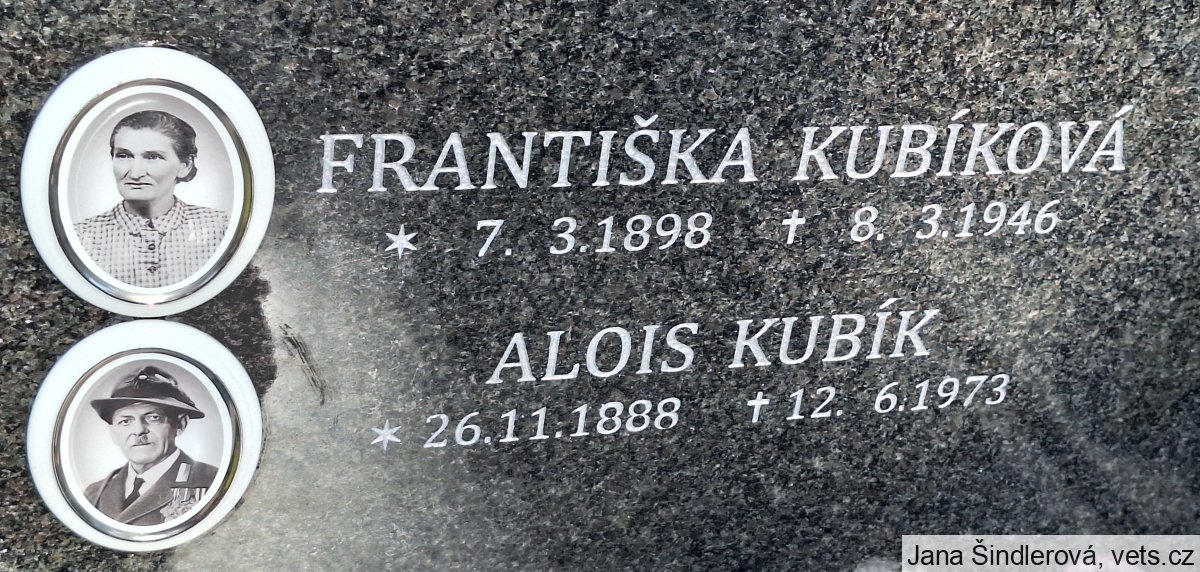 FRANTIŠKA KUBÍKOVÁ
* 7. 3.1898 † 8. 3.1946
ALOIS KUBÍK
* 26.11.1888 † 12. 6.1973
Jana Šindlerová, vets.cz